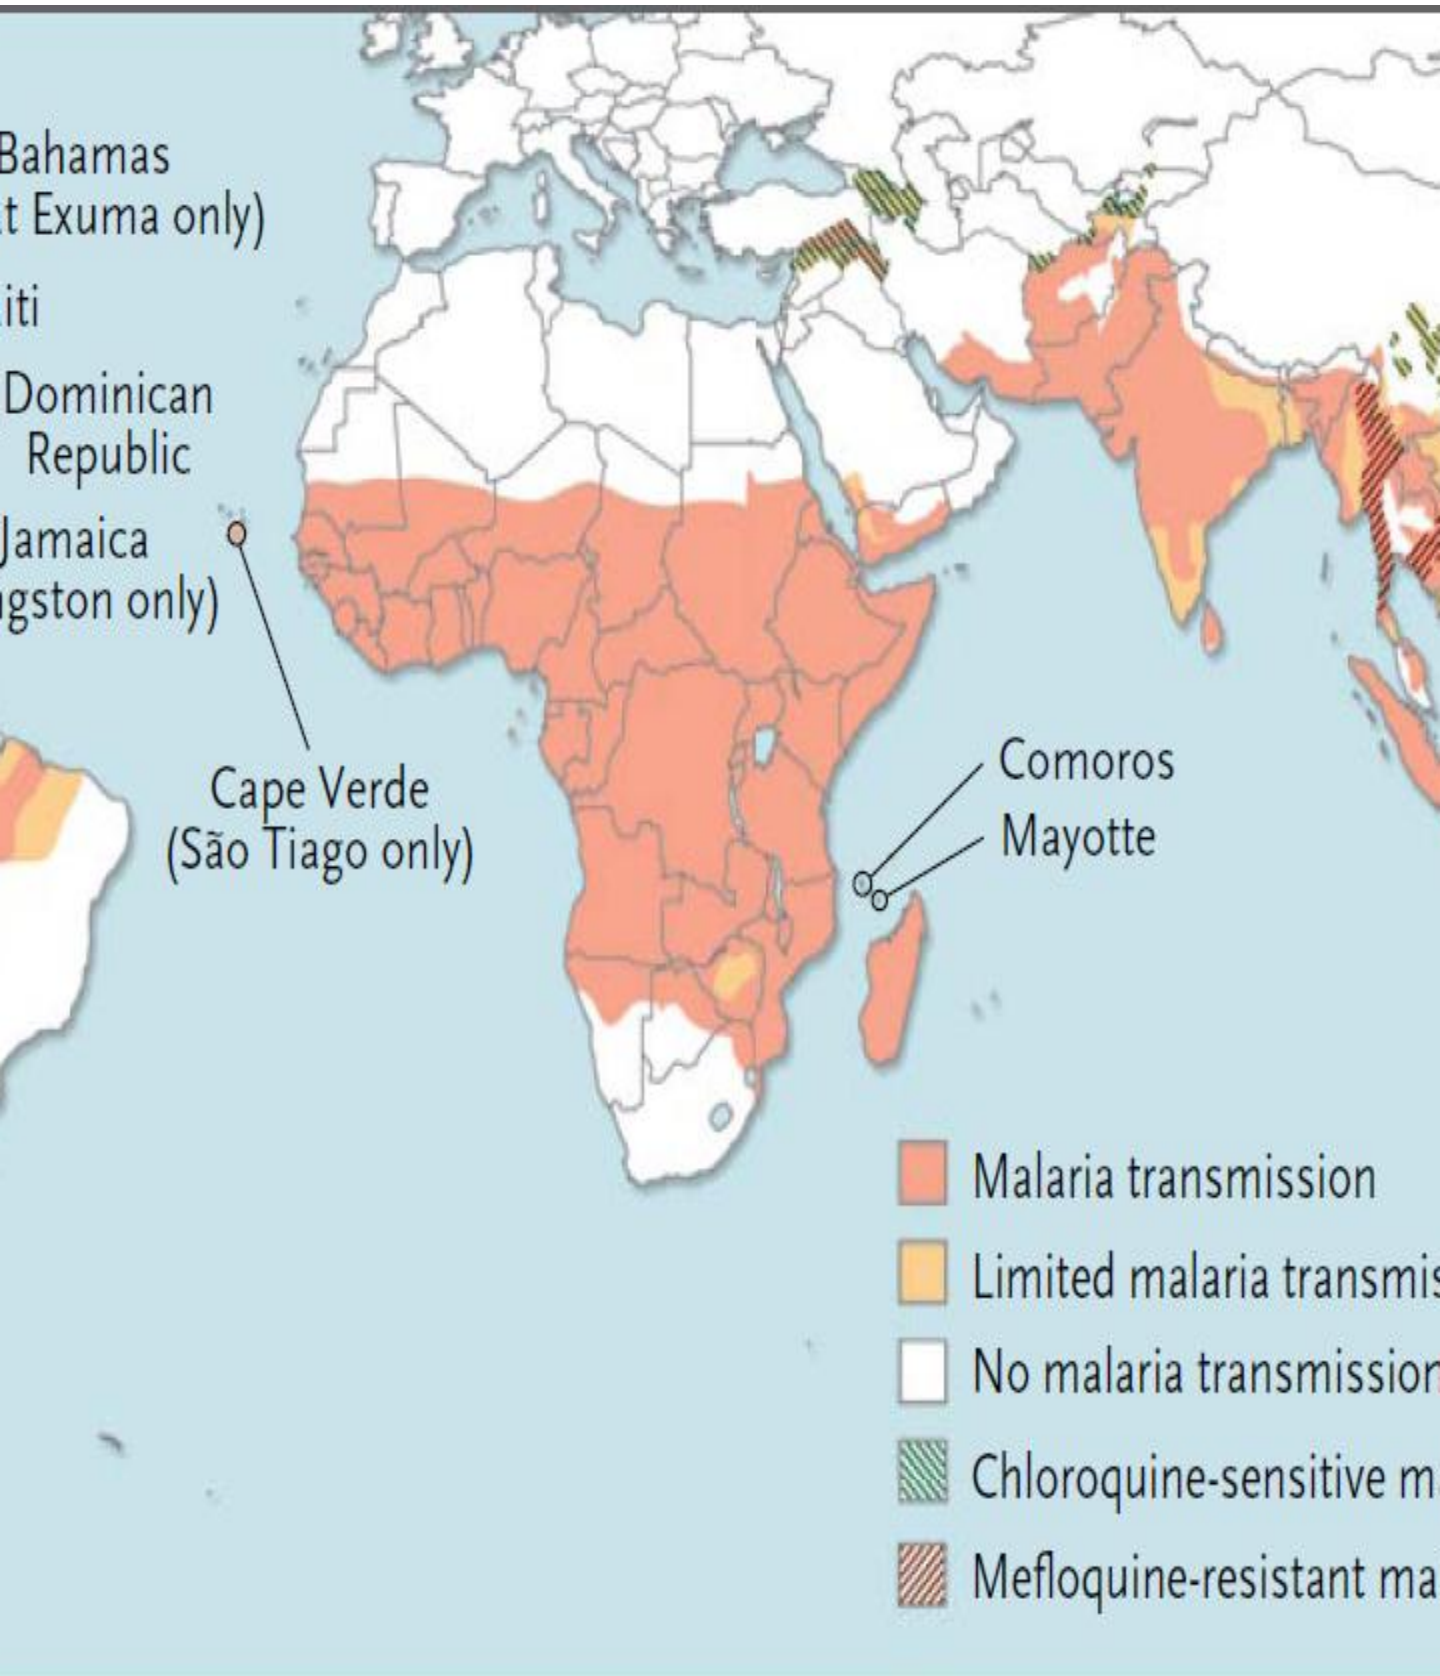 Bahamas
t Exuma only)
iti
Dominican
Republic
Jamaica
ngston only)
Cape Verde
(São Tiago only)
Comoros
Mayotte
Malaria transmission
Limited malaria transmis
No malaria transmission
Chloroquine-sensitive m
Mefloquine-resistant ma